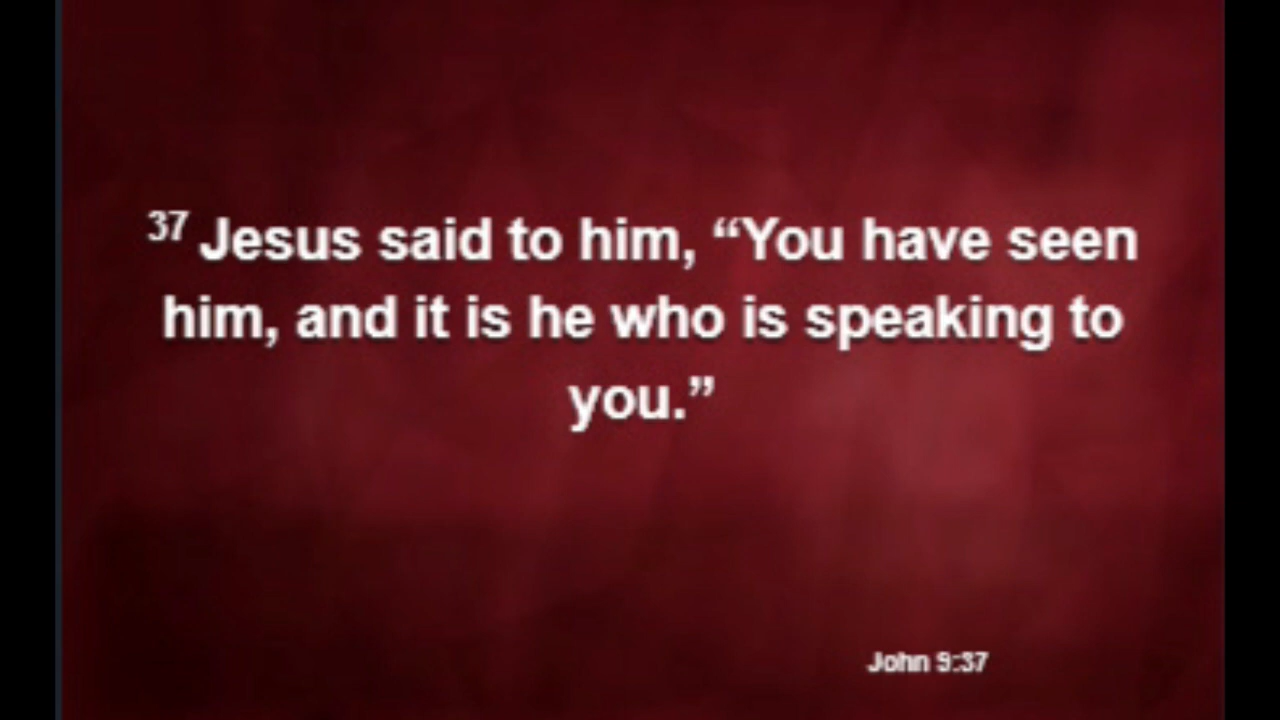 37 Jesus said to him, “You have seen
him, and it is he who is speaking to
you.”
John 9:37